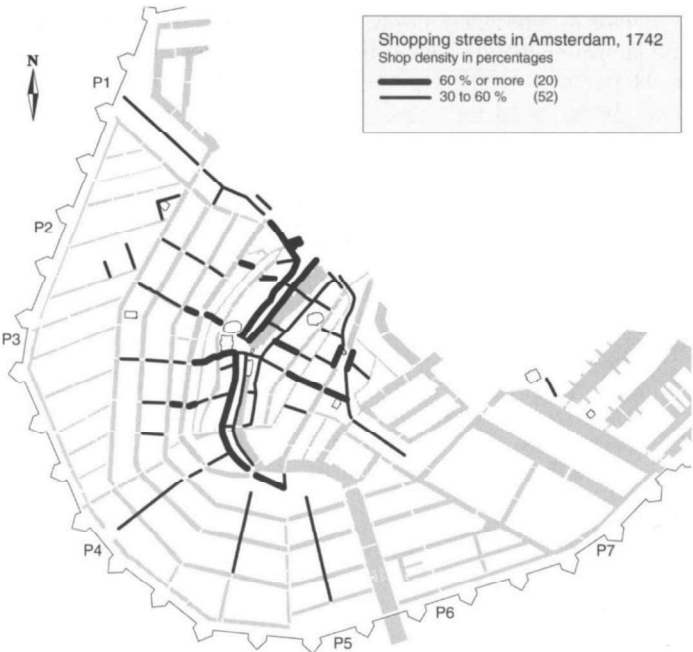 Shopping streets in Amsterdam, 1742
Shop density in percentages
60 % or more (20)
30 to 60 % (52)
N
P1
P2
P3
P4
P5
P6
P7